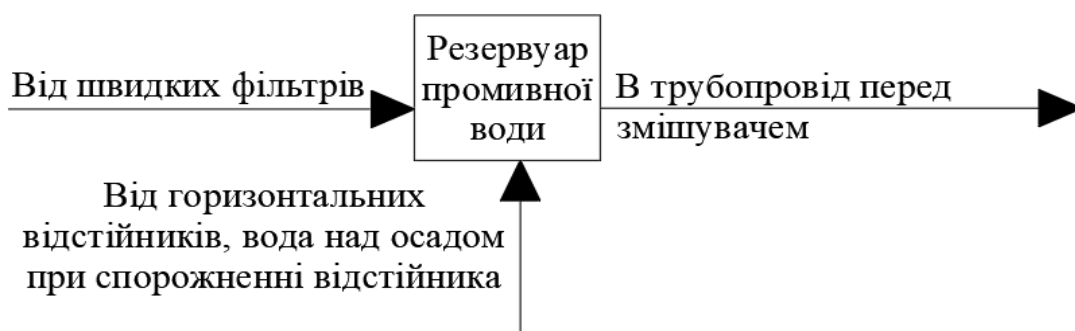 Від швидких фільтрів
Резервуар
промивної
води
В трубопровід перед
змішувачем
Від горизонтальних
відстійників, вода над осадом
при спорожненні відстійника